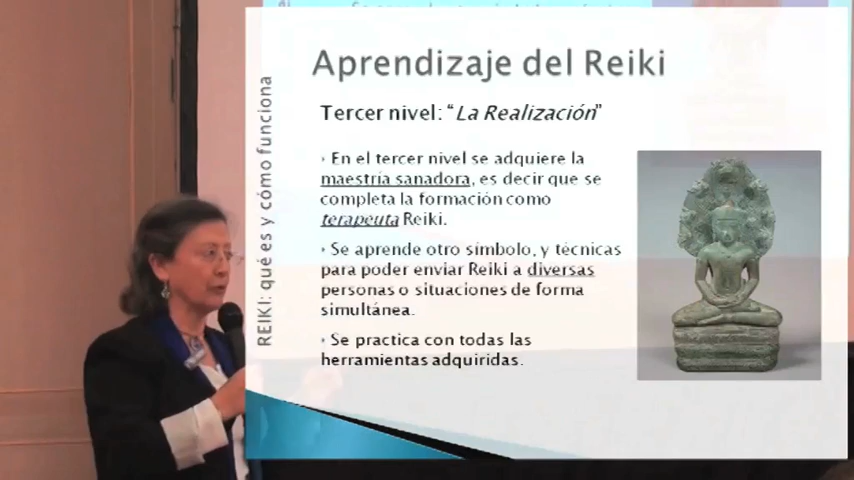 Aprendizaje del Reiki
REIKI: qué es y cómo funciona
Tercer nivel: “La Realización”
En el tercer nivel se adquiere la
maestría sanadora, es decir que se
completa la formación como
terapeuta Reiki.
Se aprende otro símbolo, y técnicas
para poder enviar Reiki a diversas
personas o situaciones de forma
simultánea.
Se practica con todas las
herramientas adquiridas.